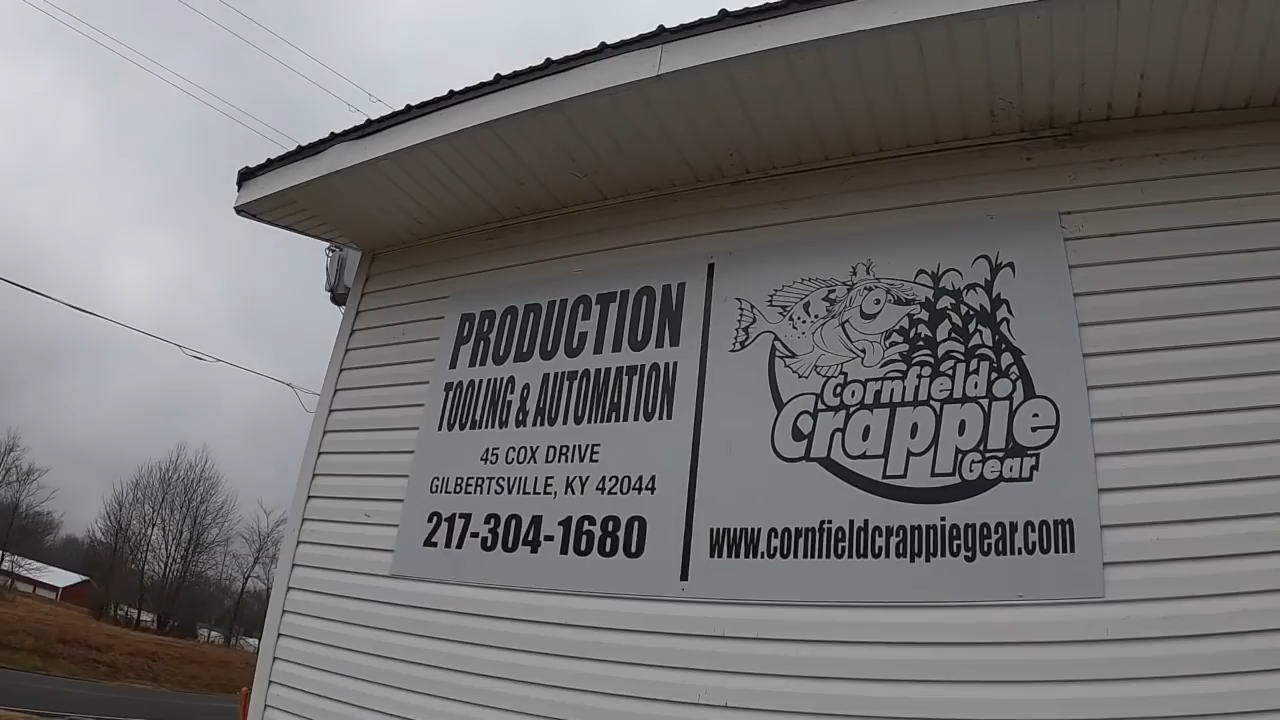 PRODUCTION
TOOLING & AUTOMATION
45 COX DRIVE
GILBERTSVILLE, KY 42044
217-304-1680
Cornfield
Crappie
Gear
www.cornfieldcrappiegear.com